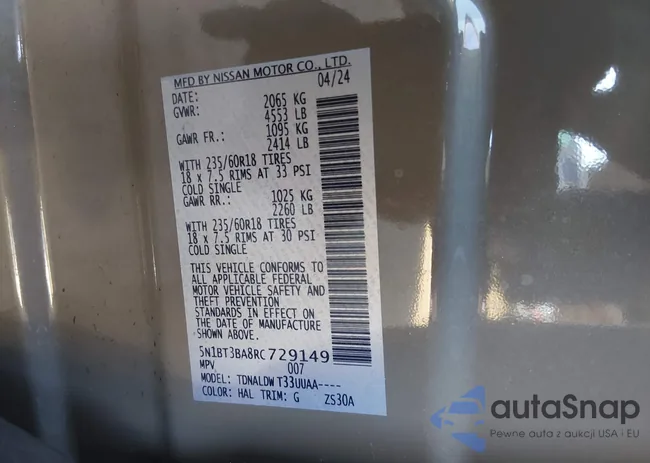 MFD BY NISSAN MOTOR CO., LTD.
DATE: 04/24
GVWR: 2065 KG
4553 LB
GAWR FR.: 1095 KG
2414 LB
WITH 235/60R18 TIRES
18 x 7.5 RIMS AT 33 PSI
COLD SINGLE
GAWR RR.: 1025 KG
2260 LB
WITH 235/60R18 TIRES
18 x 7.5 RIMS AT 30 PSI
COLD SINGLE
THIS VEHICLE CONFORMS TO
ALL APPLICABLE FEDERAL
MOTOR VEHICLE SAFETY AND
THEFT PREVENTION
STANDARDS IN EFFECT ON
THE DATE OF MANUFACTURE
SHOWN ABOVE.
5N1BT3BA8RC729149
MPV 007
MODEL: TDNALDW T33UUAA----
COLOR: HAL TRIM: G ZS30A
autaSnap
Pewne auta z aukcji USA i EU